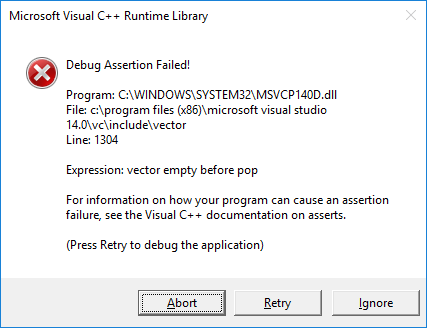 Microsoft Visual C++ Runtime Library
Debug Assertion Failed!
Program: C:\WINDOWS\SYSTEM32\MSVCP140D.dll
File: c:\program files (x86)\microsoft visual studio
14.0\vc\include\vector
Line: 1304
Expression: vector empty before pop
For information on how your program can cause an assertion
failure, see the Visual C++ documentation on asserts.
(Press Retry to debug the application)
Abort
Retry
Ignore